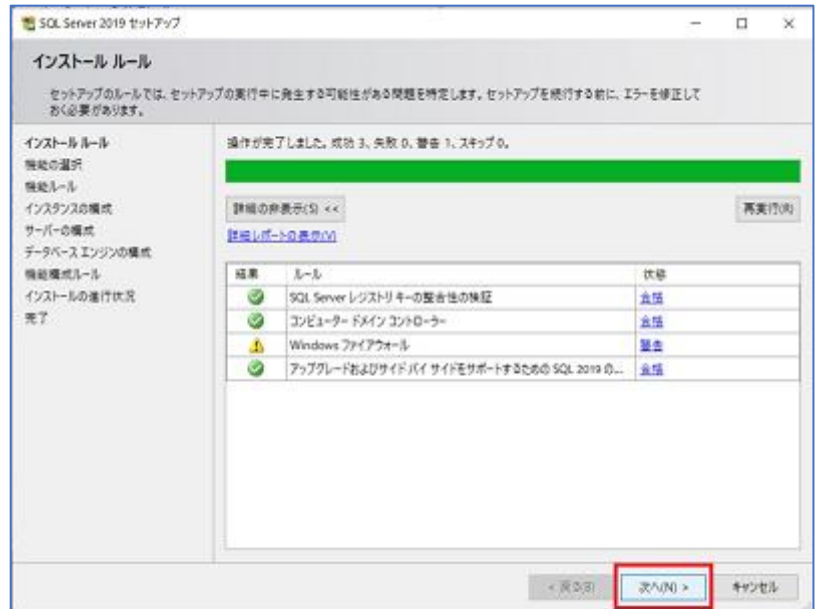 SQL Server 2019 セットアップ
インストール ルール
セットアップのルールでは、セットアップの実行中に発生する可能性がある問題を特定します。セットアップを続行する前に、エラーを修正して
おく必要があります。
インストール ルール
機能の選択
機能ルール
インスタンスの構成
サーバーの構成
データベース エンジンの構成
機能構成ルール
インストールの進行状況
完了
操作が完了しました。成功 3、失敗 0、警告 1、スキップ 0。
詳細の非表示(S) <<
再実行(R)
詳細レポートの表示(V)
結果 ルール 状態
SQL Server レジストリ キーの整合性の検証 合格
コンピューター ドメイン コントローラー 合格
Windows ファイアウォール 警告
アップグレードおよびサイド バイ サイドをサポートするための SQL 2019 の... 合格
< 戻る(B) 次へ(N) > キャンセル